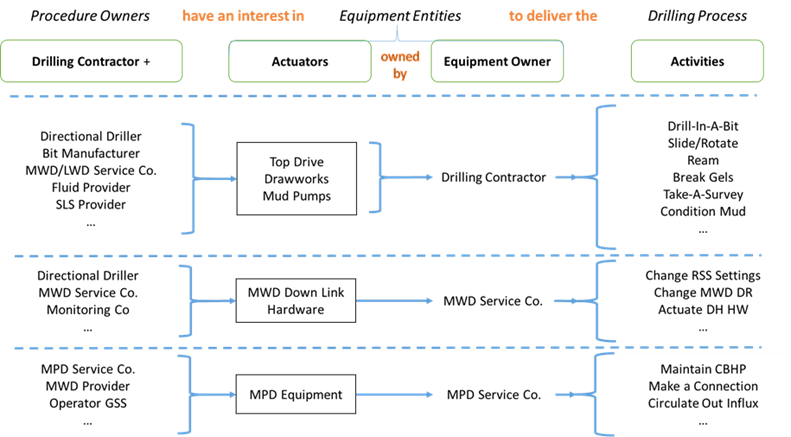 Procedure Owners have an interest in Equipment Entities to deliver the Drilling Process
Drilling Contractor + Actuators owned by Equipment Owner Activities
Directional Driller
Bit Manufacturer
MWD/LWD Service Co.
Fluid Provider
SLS Provider
...
Top Drive
Drawworks
Mud Pumps
Drilling Contractor
Drill-In-A-Bit
Slide/Rotate
Ream
Break Gels
Take-A-Survey
Condition Mud
...
Directional Driller
MWD Service Co.
Monitoring Co
...
MWD Down Link
Hardware
MWD Service Co.
Change RSS Settings
Change MWD DR
Actuate DH HW
...
MPD Service Co.
MWD Provider
Operator GSS
...
MPD Equipment
MPD Service Co.
Maintain CBHP
Make a Connection
Circulate Out Influx
...